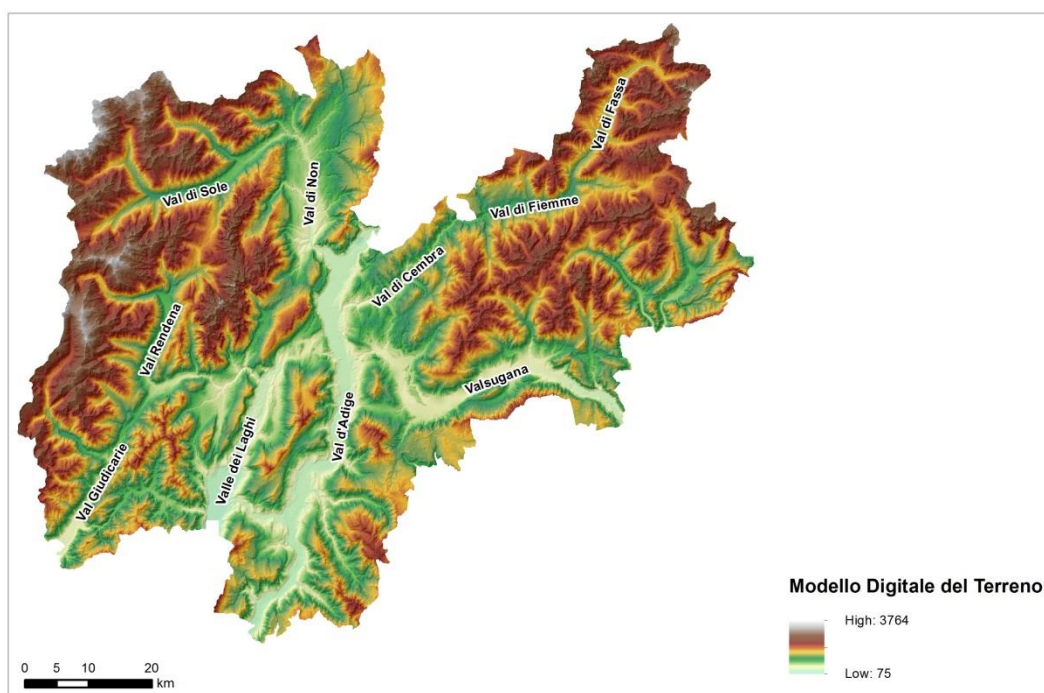 Val di Fassa
Val di Sole
Val di Non
Val di Fiemme
Val di Cembra
Val Rendena
Valsugana
Val d'Adige
Valle dei Laghi
Val Giudicarie
Modello Digitale del Terreno
High: 3764
Low: 75
0 5 10 20
km